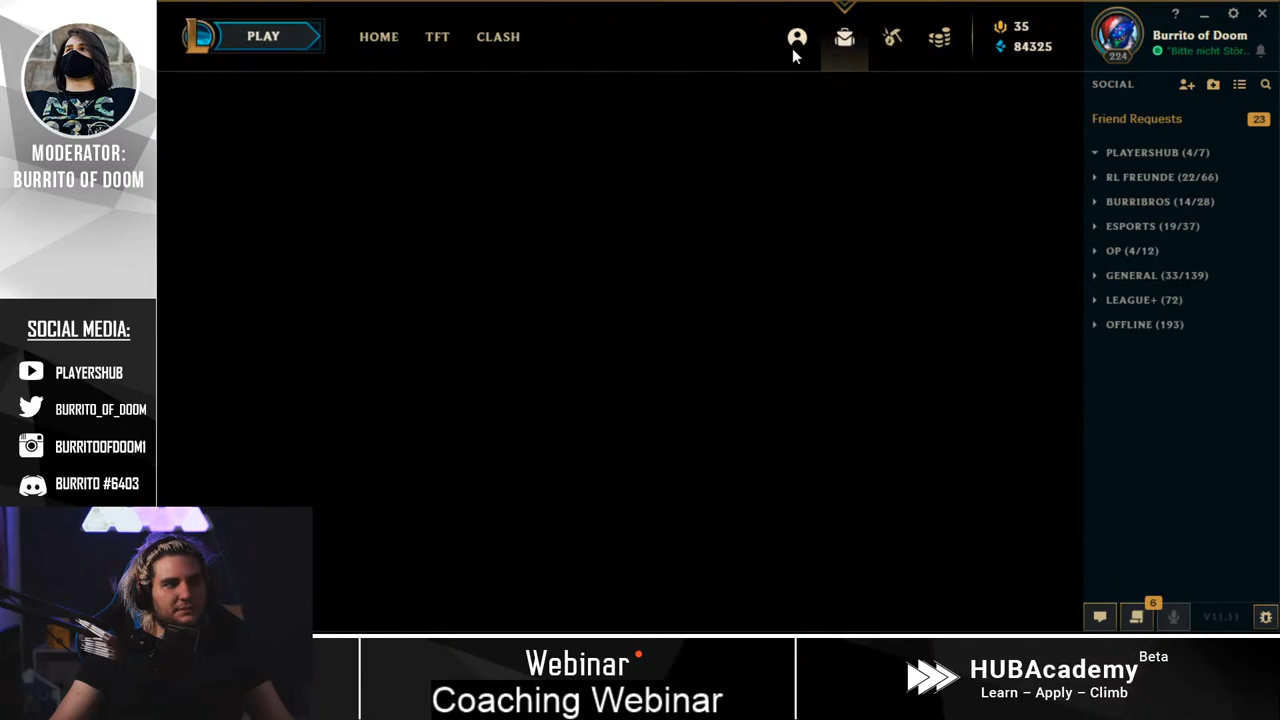 PLAY
HOME
TFT
CLASH
35
84325
?
224
Burrito of Doom
"Bitte nicht Stör...
SOCIAL
Friend Requests
23
PLAYERSHUB (4/7)
RL FREUNDE (22/66)
BURRIBROS (14/28)
ESPORTS (19/37)
OP (4/12)
GENERAL (33/139)
LEAGUE+ (72)
OFFLINE (193)
6
V11.11
NYC
MODERATOR:
BURRITO OF DOOM
SOCIAL MEDIA:
PLAYERSHUB
BURRITO_OF_DOOM
BURRITOOFDOOM1
BURRITO #6403
Webinar
Coaching Webinar
HUBAcademy Beta
Learn – Apply – Climb